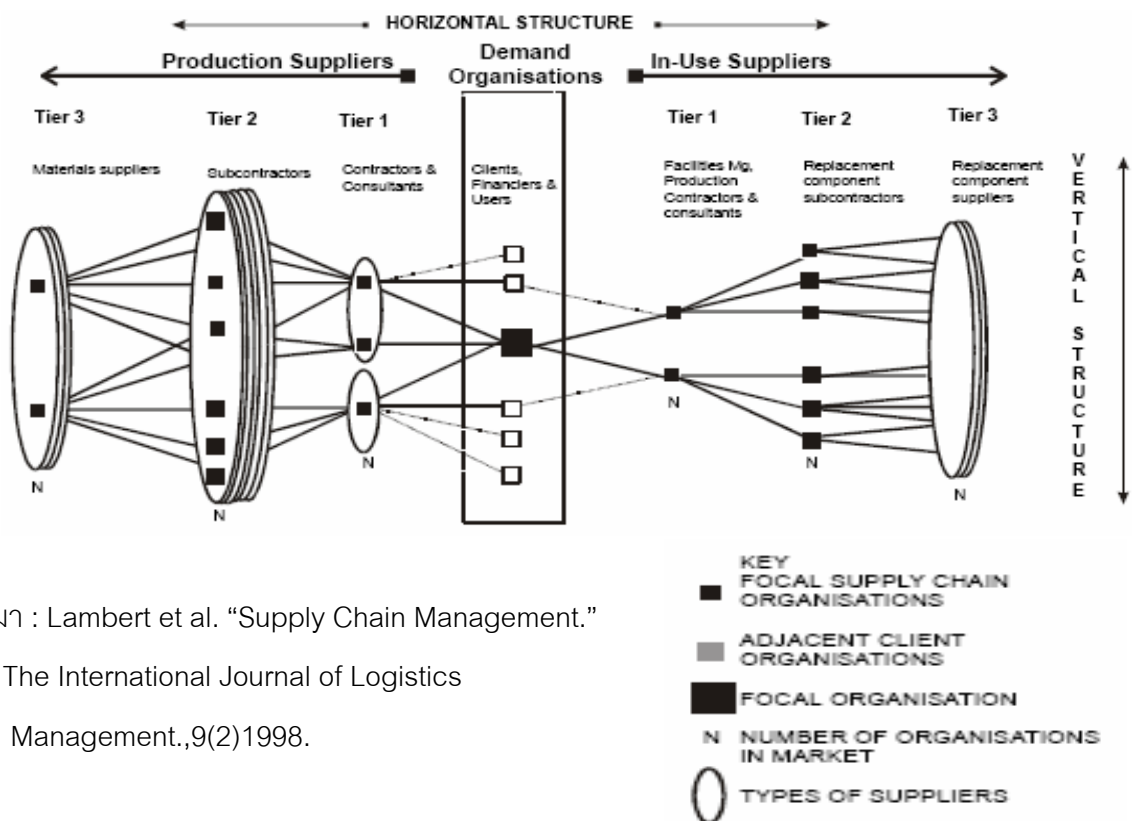 HORIZONTAL STRUCTURE
Production Suppliers
Demand
Organisations
In-Use Suppliers
Tier 3
Tier 2
Tier 1
Tier 1
Tier 2
Tier 3
Materials suppliers
Subcontractors
Contractors &
Consultants
Clients,
Financiers &
Users
Facilities Mg,
Production
Contractors &
consultants
Replacement
component
subcontractors
Replacement
component
suppliers
VERTICAL STRUCTURE
N
N
N
N
N
N
: Lambert et al. “Supply Chain Management.”
The International Journal of Logistics
Management.,9(2)1998.
KEY
FOCAL SUPPLY CHAIN
ORGANISATIONS
ADJACENT CLIENT
ORGANISATIONS
FOCAL ORGANISATION
N NUMBER OF ORGANISATIONS
IN MARKET
TYPES OF SUPPLIERS